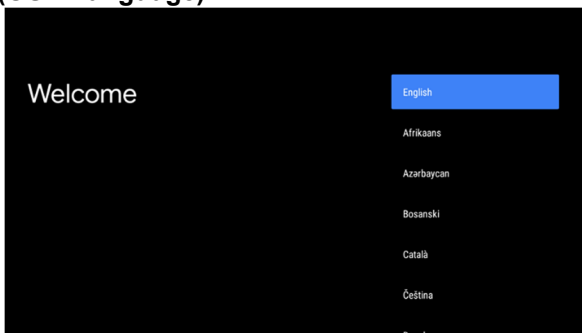 Welcome
English
Afrikaans
Azərbaycan
Bosanski
Català
Čeština